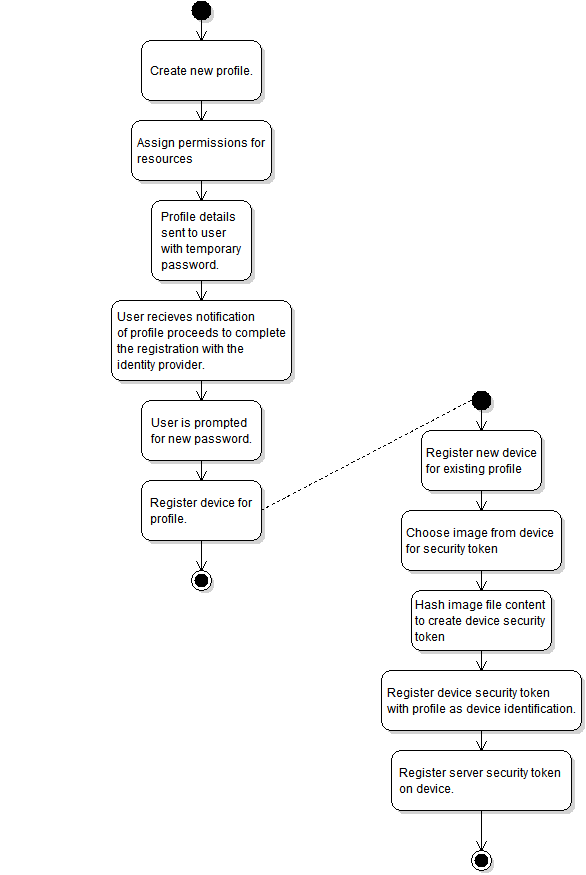 Create new profile.
Assign permissions for
resources
Profile details
sent to user
with temporary
password.
User recieves notification
of profile proceeds to complete
the registration with the
identity provider.
User is prompted
for new password.
Register device for
profile.
Register new device
for existing profile
Choose image from device
for security token
Hash image file content
to create device security
token
Register device security token
with profile as device identification.
Register server security token
on device.